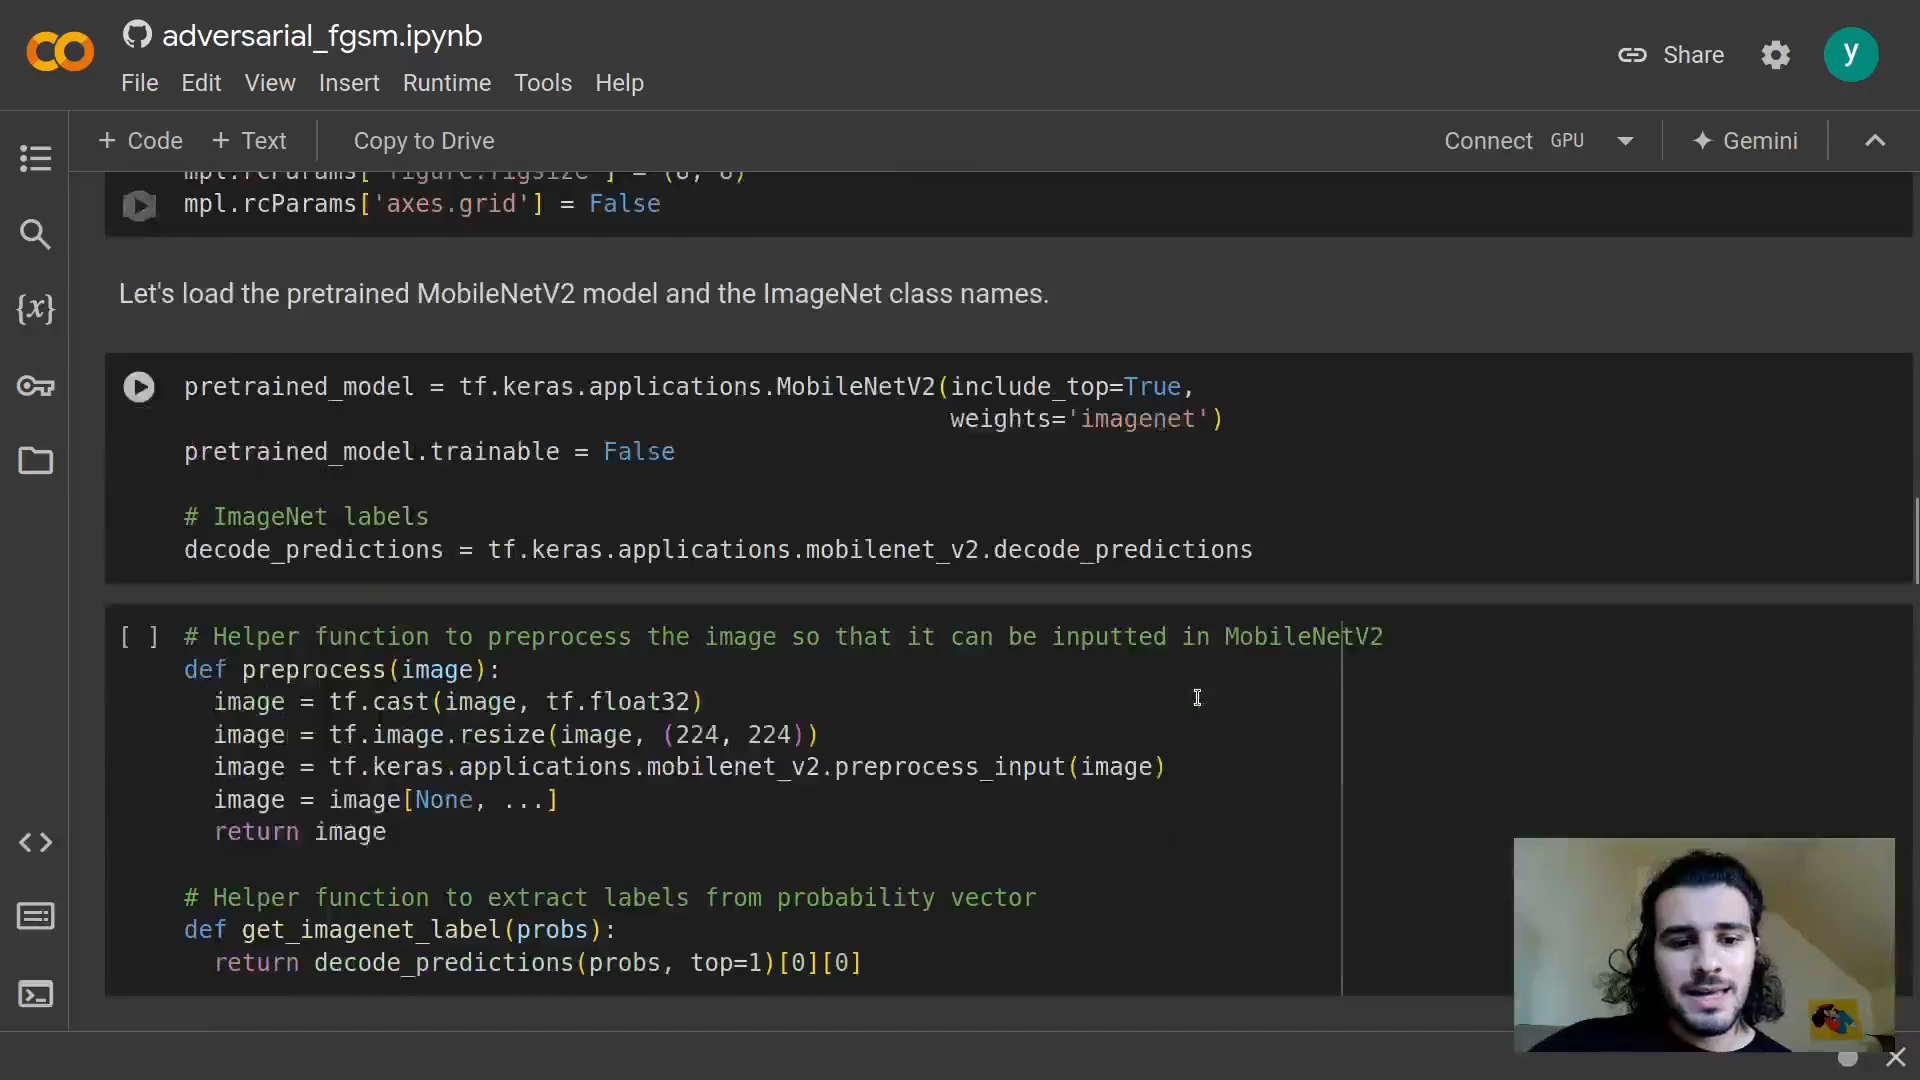 adversarial_fgsm.ipynb
File Edit View Insert Runtime Tools Help
Share
y
+ Code + Text Copy to Drive
Connect GPU
Gemini
mpl.rcParams['figure.figsize'] = (8, 8)
mpl.rcParams['axes.grid'] = False
Let's load the pretrained MobileNetV2 model and the ImageNet class names.
pretrained_model = tf.keras.applications.MobileNetV2(include_top=True,
weights='imagenet')
pretrained_model.trainable = False
# ImageNet labels
decode_predictions = tf.keras.applications.mobilenet_v2.decode_predictions
[ ] # Helper function to preprocess the image so that it can be inputted in MobileNetV2
def preprocess(image):
image = tf.cast(image, tf.float32)
image = tf.image.resize(image, (224, 224))
image = tf.keras.applications.mobilenet_v2.preprocess_input(image)
image = image[None, ...]
return image
# Helper function to extract labels from probability vector
def get_imagenet_label(probs):
return decode_predictions(probs, top=1)[0][0]